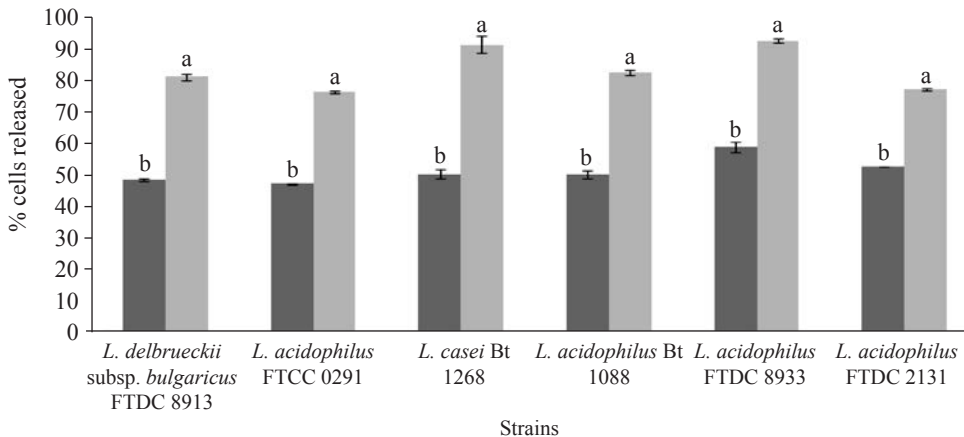 100
90
80
70
60
50
40
30
20
10
0
% cells released
b
a
b
a
b
a
b
a
b
a
b
a
L. delbrueckii
subsp. bulgaricus
FTDC 8913
L. acidophilus
FTCC 0291
L. casei Bt
1268
L. acidophilus Bt
1088
L. acidophilus
FTDC 8933
L. acidophilus
FTDC 2131
Strains